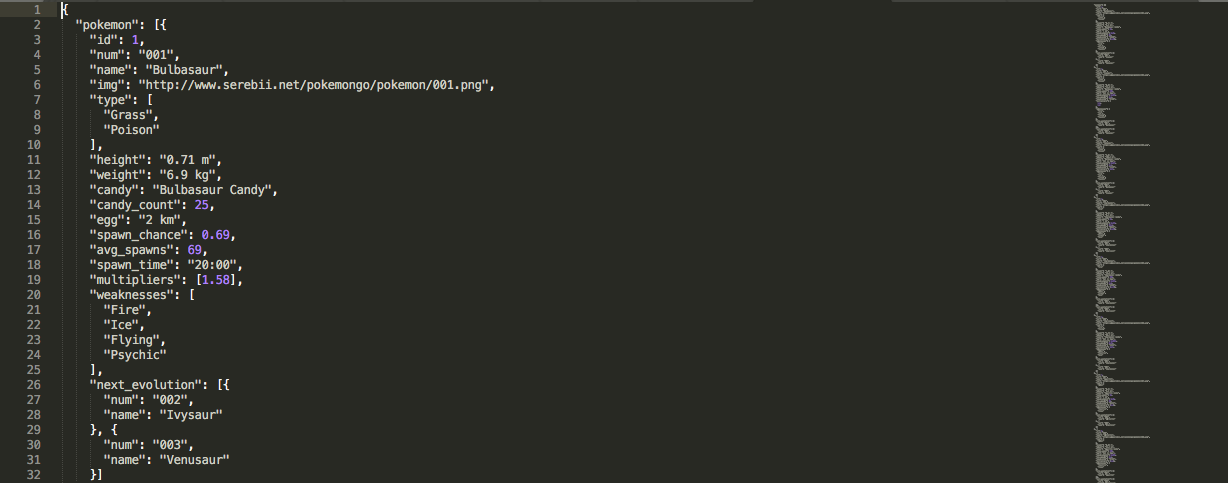 1 {
2   "pokemon": [{
3     "id": 1,
4     "num": "001",
5     "name": "Bulbasaur",
6     "img": "http://www.serebii.net/pokemongo/pokemon/001.png",
7     "type": [
8       "Grass",
9       "Poison"
10     ],
11     "height": "0.71 m",
12     "weight": "6.9 kg",
13     "candy": "Bulbasaur Candy",
14     "candy_count": 25,
15     "egg": "2 km",
16     "spawn_chance": 0.69,
17     "avg_spawns": 69,
18     "spawn_time": "20:00",
19     "multipliers": [1.58],
20     "weaknesses": [
21       "Fire",
22       "Ice",
23       "Flying",
24       "Psychic"
25     ],
26     "next_evolution": [{
27       "num": "002",
28       "name": "Ivysaur"
29     }, {
30       "num": "003",
31       "name": "Venusaur"
32     }]